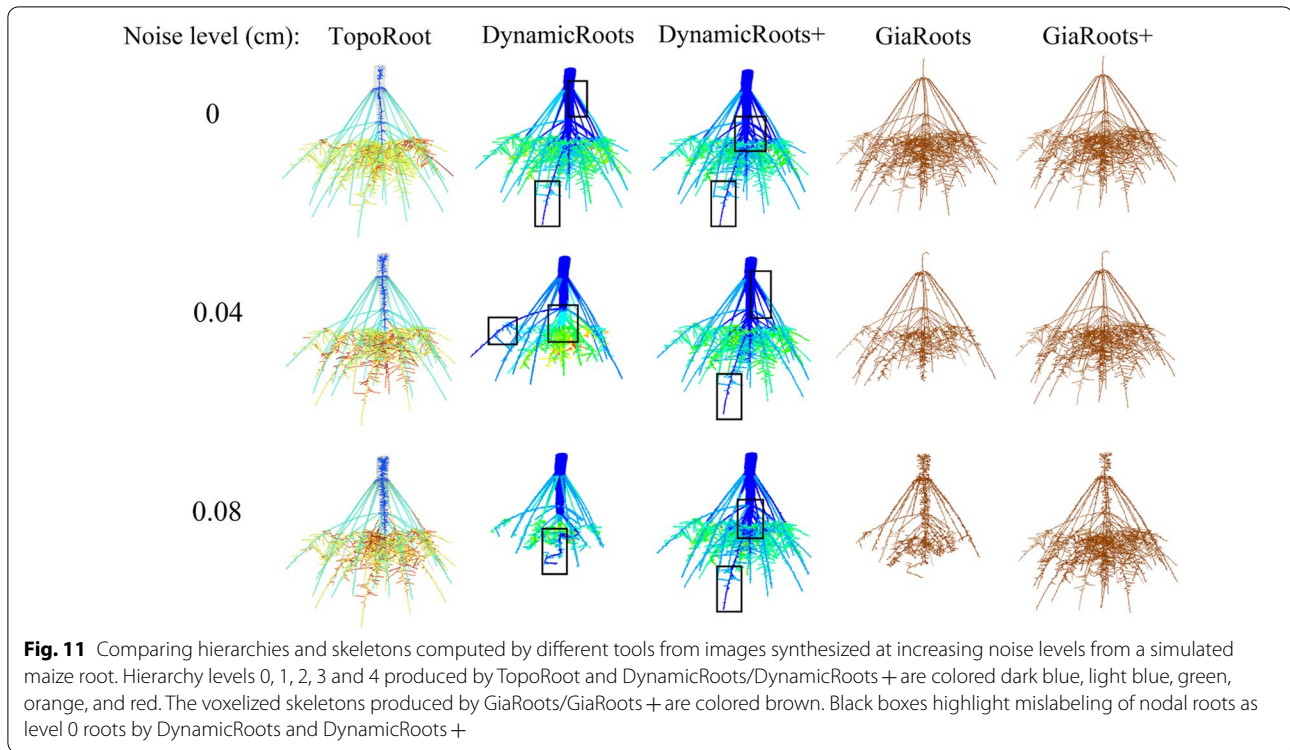 Noise level (cm): TopoRoot DynamicRoots DynamicRoots+ GiaRoots GiaRoots+
0
0.04
0.08
Fig. 11 Comparing hierarchies and skeletons computed by different tools from images synthesized at increasing noise levels from a simulated
maize root. Hierarchy levels 0, 1, 2, 3 and 4 produced by TopoRoot and DynamicRoots/DynamicRoots + are colored dark blue, light blue, green,
orange, and red. The voxelized skeletons produced by GiaRoots/GiaRoots + are colored brown. Black boxes highlight mislabeling of nodal roots as
level 0 roots by DynamicRoots and DynamicRoots +